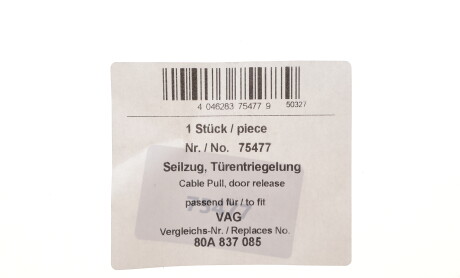 4 046283 75477 9 50327
1 Stück / piece
Nr. / No. 75477
Seilzug, Türentriegelung
Cable Pull, door release
passend für / to fit
VAG
75477
Vergleichs-Nr. / Replaces No.
80A 837 085